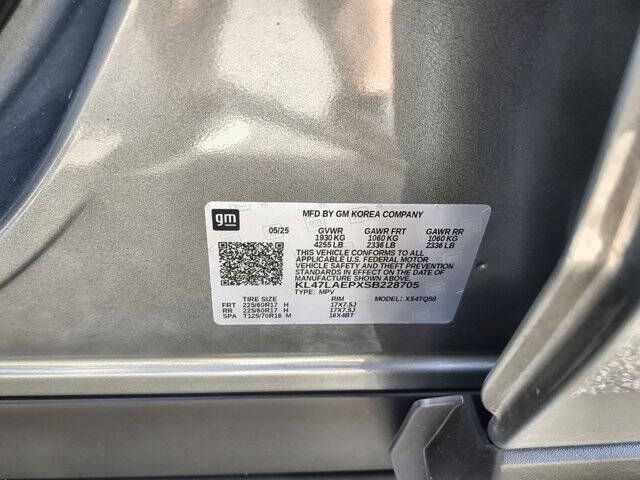 gm
MFD BY GM KOREA COMPANY
05/25 GVWR GAWR FRT GAWR RR
1930 KG 1060 KG 1060 KG
4255 LB 2336 LB 2336 LB
THIS VEHICLE CONFORMS TO ALL
APPLICABLE U.S. FEDERAL MOTOR
VEHICLE SAFETY AND THEFT PREVENTION
STANDARDS IN EFFECT ON THE DATE OF
MANUFACTURE SHOWN ABOVE.
KL47LAEPXSB228705
TYPE: MPV
TIRE SIZE RIM MODEL: XS4TQ58
FRT 225/60R17 H 17X7.5J
RR 225/60R17 H 17X7.5J
SPA T125/70R16 M 16X4BT